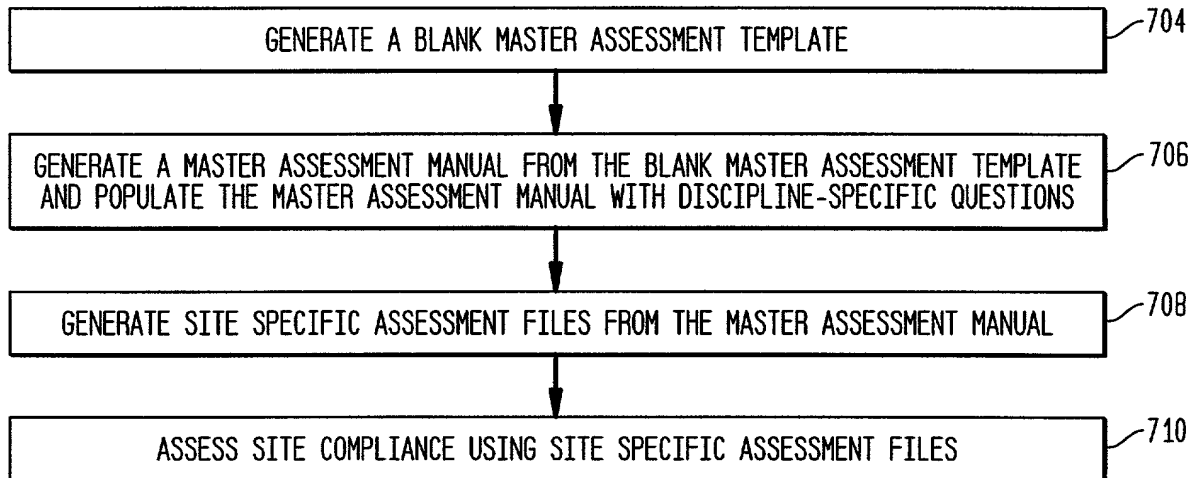 GENERATE A BLANK MASTER ASSESSMENT TEMPLATE
704
GENERATE A MASTER ASSESSMENT MANUAL FROM THE BLANK MASTER ASSESSMENT TEMPLATE
AND POPULATE THE MASTER ASSESSMENT MANUAL WITH DISCIPLINE-SPECIFIC QUESTIONS
706
GENERATE SITE SPECIFIC ASSESSMENT FILES FROM THE MASTER ASSESSMENT MANUAL
708
ASSESS SITE COMPLIANCE USING SITE SPECIFIC ASSESSMENT FILES
710